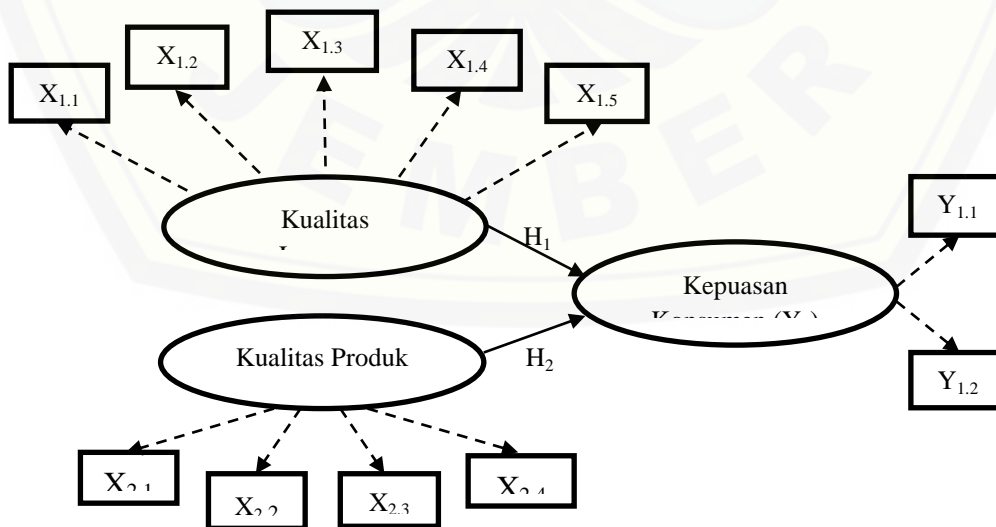 X1.3
X1.2
X1.4
X1.1
X1.5
Kualitas
Y1.1
H1
Kepuasan
Kualitas Produk
H2
Y1.2
X2.1
X2.2
X2.3
X2.4
EMBER